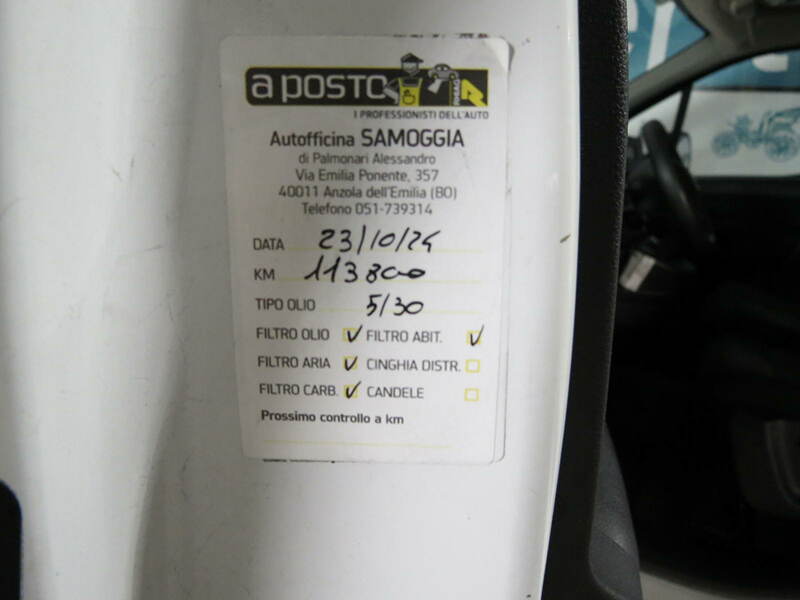 a POSTO
I PROFESSIONISTI DELL'AUTO
Autofficina SAMOGGIA
di Palmonari Alessandro
Via Emilia Ponente, 357
40011 Anzola dell'Emilia (BO)
Telefono 051-739314
DATA 23/10/24
KM 113800
TIPO OLIO 5/30
FILTRO OLIO ✓ FILTRO ABIT. ✓
FILTRO ARIA ✓ CINGHIA DISTR.
FILTRO CARB. ✓ CANDELE
Prossimo controllo a km